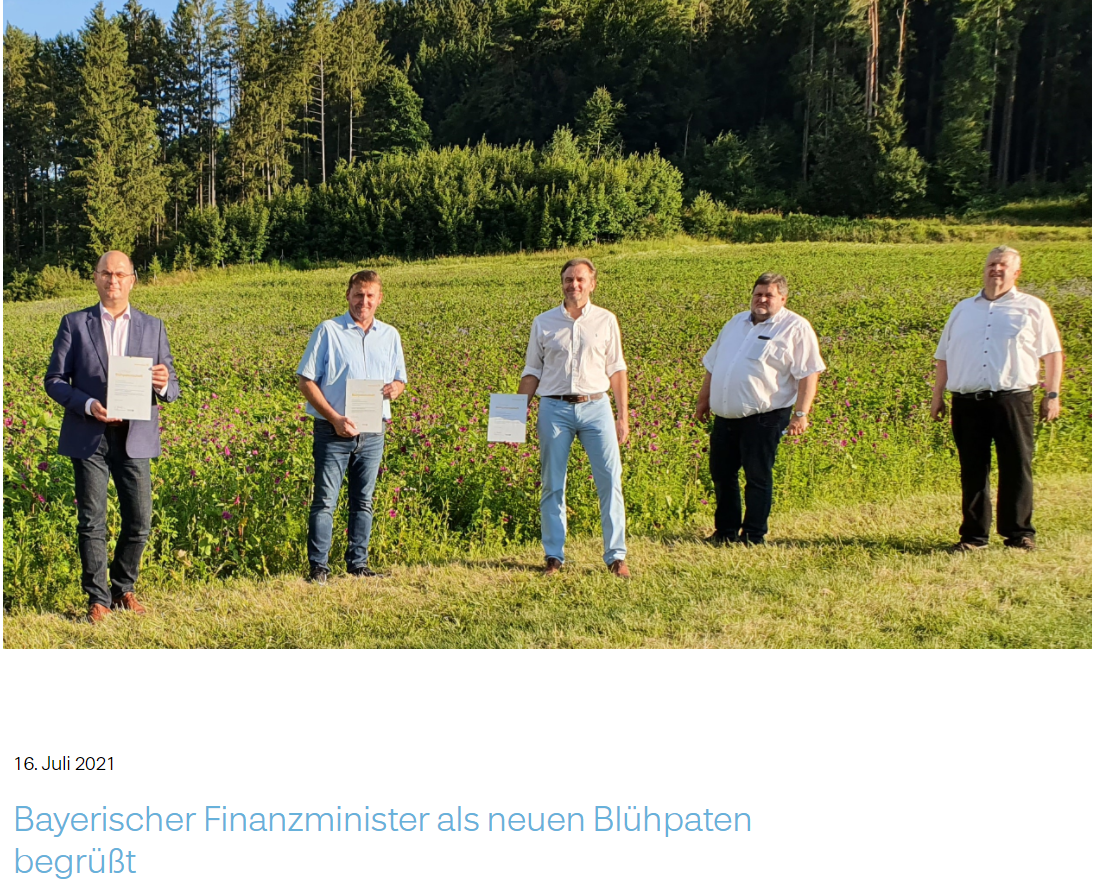 16. Juli 2021
Bayerischer Finanzminister als neuen Blühpaten
begrüßt